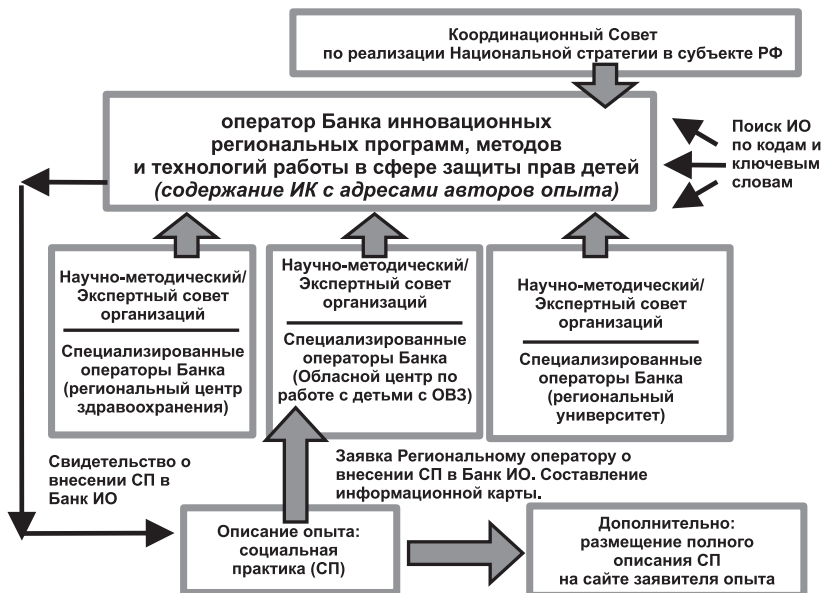 Координационный Совет
по реализации Национальной стратегии в субъекте РФ
оператор Банка инновационных
региональных программ, методов
и технологий работы в сфере защиты прав детей
(содержание ИК с адресами авторов опыта)
Поиск ИО
по кодам и
ключевым
словам
Научно-методический/
Экспертный совет
организаций
Специализированные
операторы Банка
(региональный центр
здравоохранения)
Научно-методический/
Экспертный совет
организаций
Специализированные
операторы Банка
(Обласной центр по
работе с детьми с ОВЗ)
Научно-методический/
Экспертный совет
организаций
Специализированные
операторы Банка
(региональный
университет)
Свидетельство о
внесении СП в
Банк ИО
Заявка Региональному оператору о
внесении СП в Банк ИО. Составление
информационной карты.
Описание опыта:
социальная
практика (СП)
Дополнительно:
размещение полного
описания СП
на сайте заявителя опыта